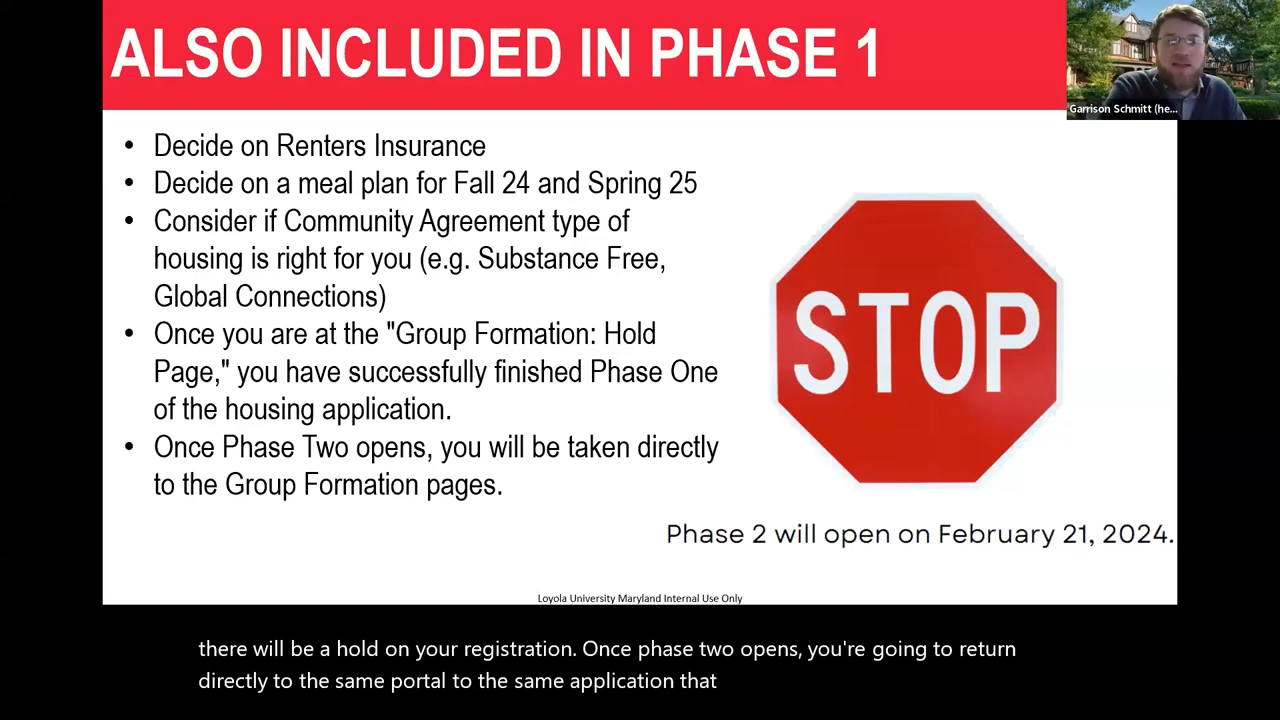 ALSO INCLUDED IN PHASE 1
Garrison Schmitt (he...
• Decide on Renters Insurance
• Decide on a meal plan for Fall 24 and Spring 25
• Consider if Community Agreement type of
housing is right for you (e.g. Substance Free,
Global Connections)
• Once you are at the "Group Formation: Hold
Page," you have successfully finished Phase One
of the housing application.
• Once Phase Two opens, you will be taken directly
to the Group Formation pages.
STOP
Phase 2 will open on February 21, 2024.
Loyola University Maryland Internal Use Only
there will be a hold on your registration. Once phase two opens, you're going to return
directly to the same portal to the same application that